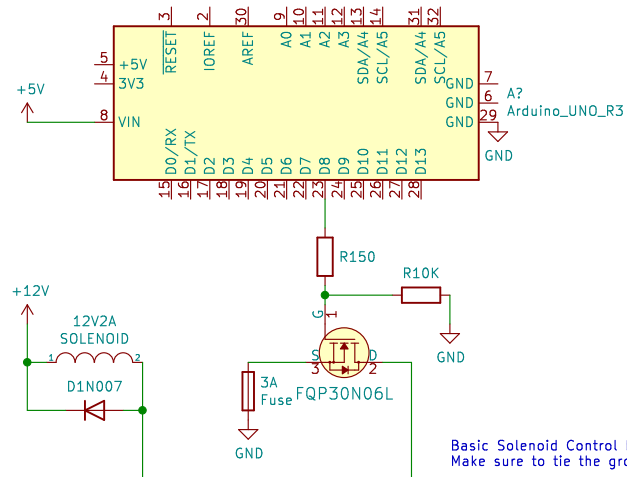 3 2 30 9 10 11 12 13 14 31 32
RESET IOREF AREF A0 A1 A2 A3 SDA/A4 SCL/A5 SDA/A4 SCL/A5
5 +5V
4 3V3
+5V 8 VIN
GND 7
GND 6 A?
Arduino_UNO_R3
GND 29
GND
D0/RX D1/TX D2 D3 D4 D5 D6 D7 D8 D9 D10 D11 D12 D13
15 16 17 18 19 20 21 22 23 24 25 26 27 28
R150
R10K
GND
+12V
12V2A
SOLENOID
1 2
D1N007
G 1
S D
3 2
FQP30N06L
3A
Fuse
GND
Basic Solenoid Control
Make sure to tie the